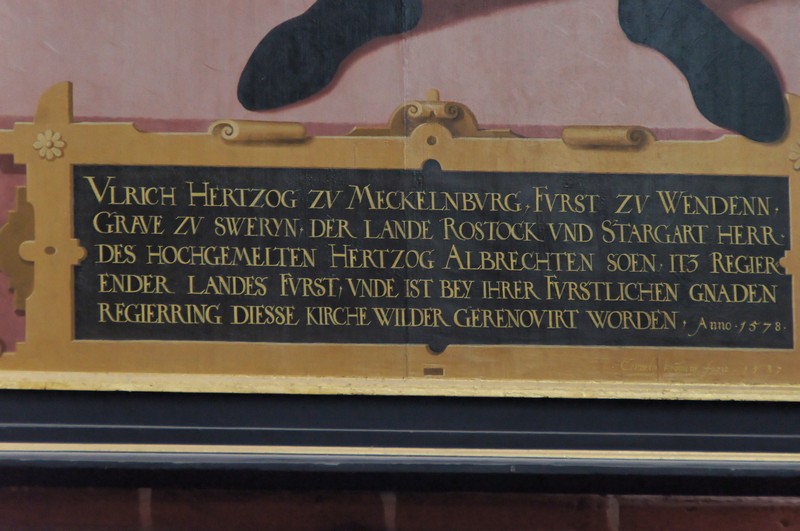 VLRICH HERTZOG ZV MECKELNBVRG, FVRST ZV WENDENN,
GRAVE ZV SWERYN, DER LANDE ROSTOCK VND STARGART HERR,
DES HOCHGEMELTEN HERTZOG ALBRECHTEN SOEN, ITZ REGIER
ENDER LANDES FVRST, VNDE IST BEY IHRER FVRSTLICHEN GNADEN
REGIERRING DIESSE KIRCHE WILDER GERENOVIRT WORDEN, Anno·1578·